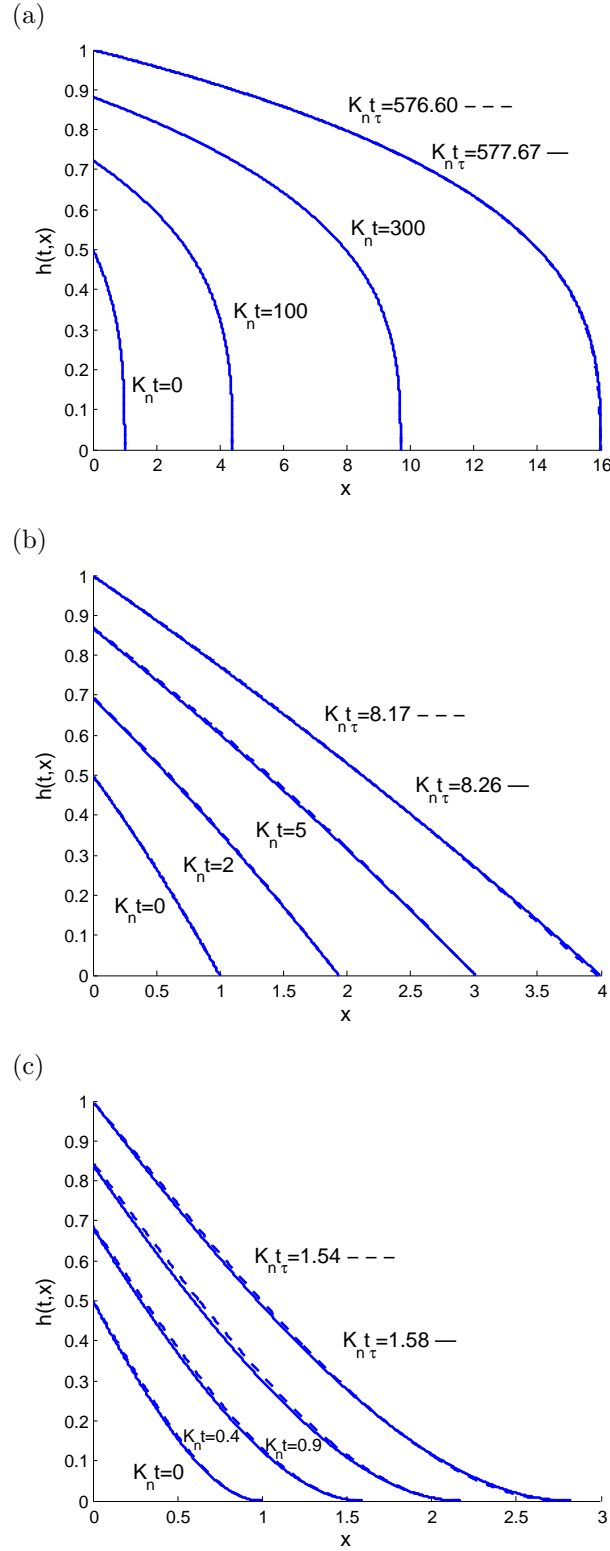 (a)
1
0.9
0.8
0.7
0.6
0.5
0.4
0.3
0.2
0.1
0
h(t,x)
K_n t_τ=576.60 – – –
K_n t_τ=577.67 —
K_n t=300
K_n t=100
K_n t=0
0 2 4 6 8 10 12 14 16
x
(b)
1
0.9
0.8
0.7
0.6
0.5
0.4
0.3
0.2
0.1
0
h(t,x)
K_n t_τ=8.17 – – –
K_n t_τ=8.26 —
K_n t=5
K_n t=2
K_n t=0
0 0.5 1 1.5 2 2.5 3 3.5 4
x
(c)
1
0.9
0.8
0.7
0.6
0.5
0.4
0.3
0.2
0.1
0
h(t,x)
K_n t_τ=1.54 – – –
K_n t_τ=1.58 —
K_n t=0.4
K_n t=0.9
K_n t=0
0 0.5 1 1.5 2 2.5 3
x